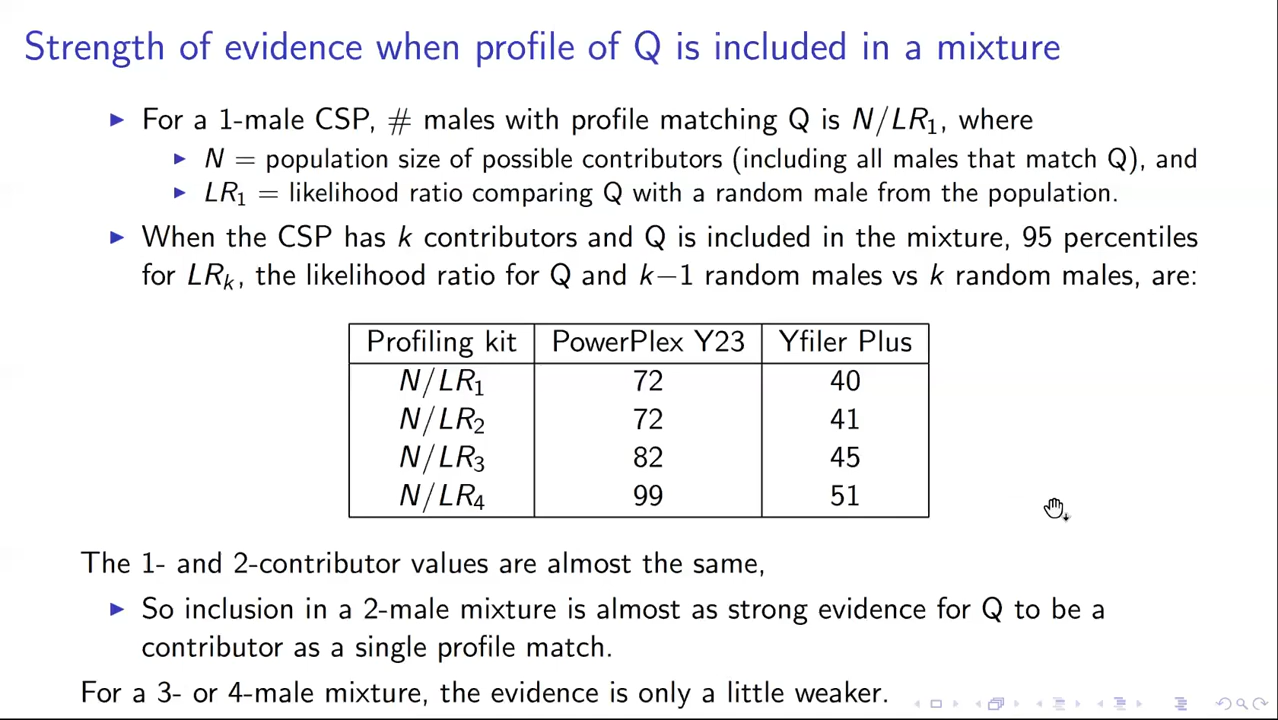 Strength of evidence when profile of Q is included in a mixture
For a 1-male CSP, # males with profile matching Q is N/LR₁, where
N = population size of possible contributors (including all males that match Q), and
LR₁ = likelihood ratio comparing Q with a random male from the population.
When the CSP has k contributors and Q is included in the mixture, 95 percentiles
for LRₖ, the likelihood ratio for Q and k−1 random males vs k random males, are:
Profiling kit PowerPlex Y23 Yfiler Plus
N/LR₁ 72 40
N/LR₂ 72 41
N/LR₃ 82 45
N/LR₄ 99 51
The 1- and 2-contributor values are almost the same,
So inclusion in a 2-male mixture is almost as strong evidence for Q to be a
contributor as a single profile match.
For a 3- or 4-male mixture, the evidence is only a little weaker.